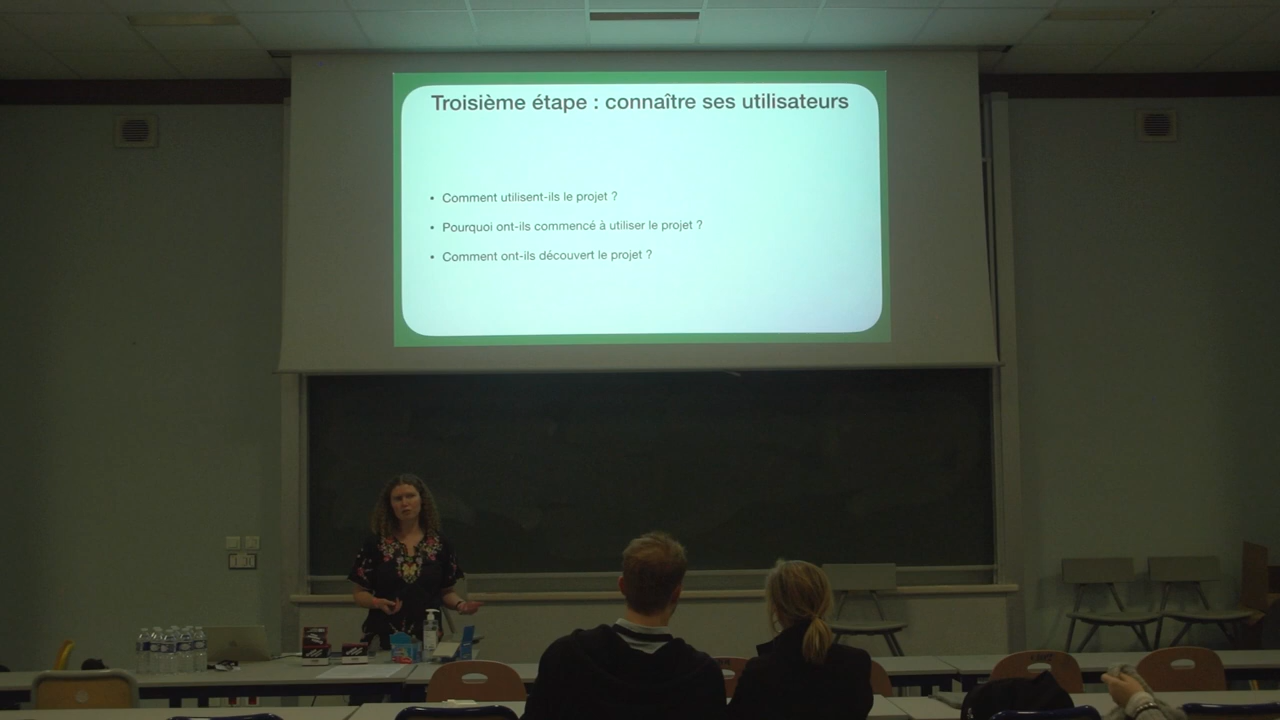 Troisième étape : connaître ses utilisateurs
• Comment utilisent-ils le projet ?
• Pourquoi ont-ils commencé à utiliser le projet ?
• Comment ont-ils découvert le projet ?